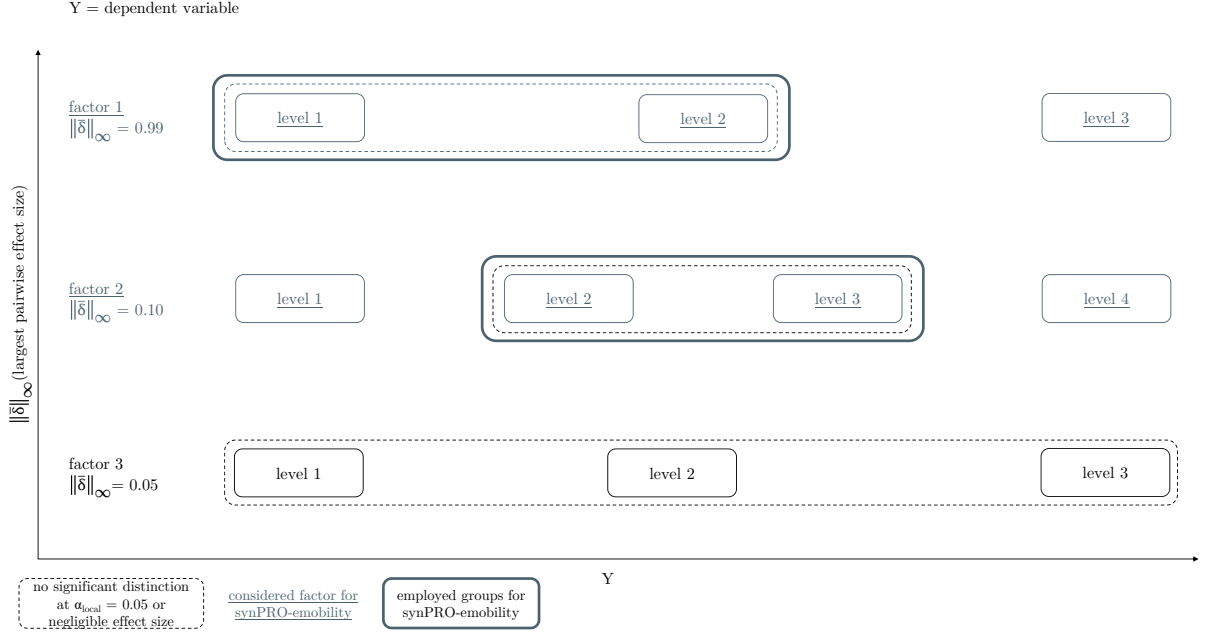 Y = dependent variable
factor 1
‖δ̄‖∞ = 0.99
level 1
level 2
level 3
factor 2
‖δ̄‖∞ = 0.10
level 1
level 2
level 3
level 4
factor 3
‖δ̄‖∞= 0.05
level 1
level 2
level 3
‖δ̄‖∞(largest pairwise effect size)
Y
no significant distinction
at αlocal = 0.05 or
negligible effect size
considered factor for
synPRO-emobility
employed groups for
synPRO-emobility